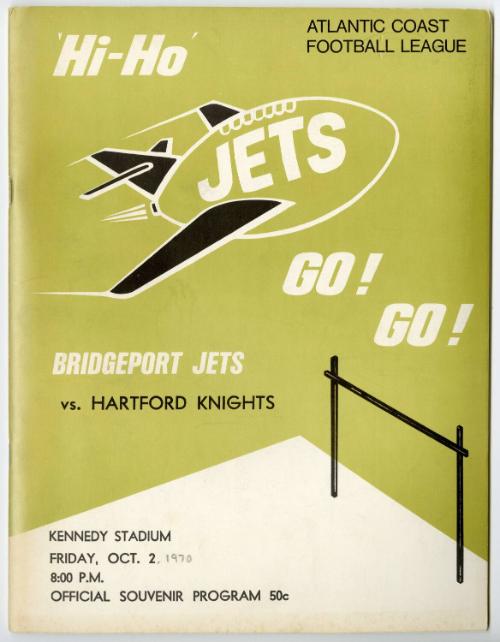 'Hi-Ho'
ATLANTIC COAST
FOOTBALL LEAGUE
JETS
GO!
GO!
BRIDGEPORT JETS
vs. HARTFORD KNIGHTS
KENNEDY STADIUM
FRIDAY, OCT. 2, 1970
8:00 P.M.
OFFICIAL SOUVENIR PROGRAM 50c